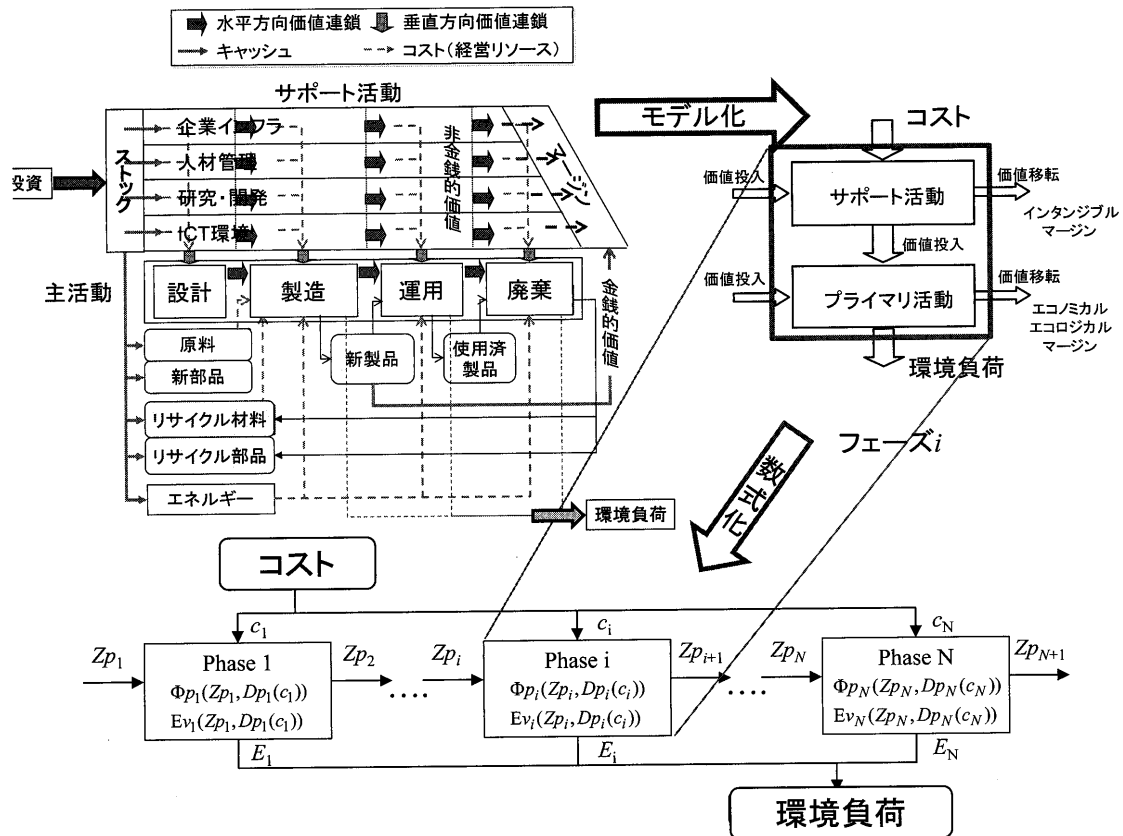 水平方向価値連鎖
垂直方向価値連鎖
キャッシュ
コスト(経営リソース)
サポート活動
投資
ストック
企業インフラ
人材管理
研究・開発
ICT環境
非金銭的価値
マージン
主活動
設計
製造
運用
廃棄
金銭的価値
原料
新部品
新製品
使用済
製品
リサイクル材料
リサイクル部品
エネルギー
環境負荷
モデル化
コスト
価値投入
サポート活動
価値移転
インタンジブル
マージン
価値投入
価値投入
プライマリ活動
価値移転
エコノミカル
エコロジカル
マージン
環境負荷
フェーズi
数式化
コスト
c1
ci
cN
Zp1
Phase 1
Φp1(Zp1, Dp1(c1))
Ev1(Zp1, Dp1(c1))
Zp2
....
Zpi
Phase i
Φpi(Zpi, Dpi(ci))
Evi(Zpi, Dpi(ci))
Zpi+1
....
ZpN
Phase N
ΦpN(ZpN, DpN(cN))
EvN(ZpN, DpN(cN))
ZpN+1
E1
Ei
EN
環境負荷